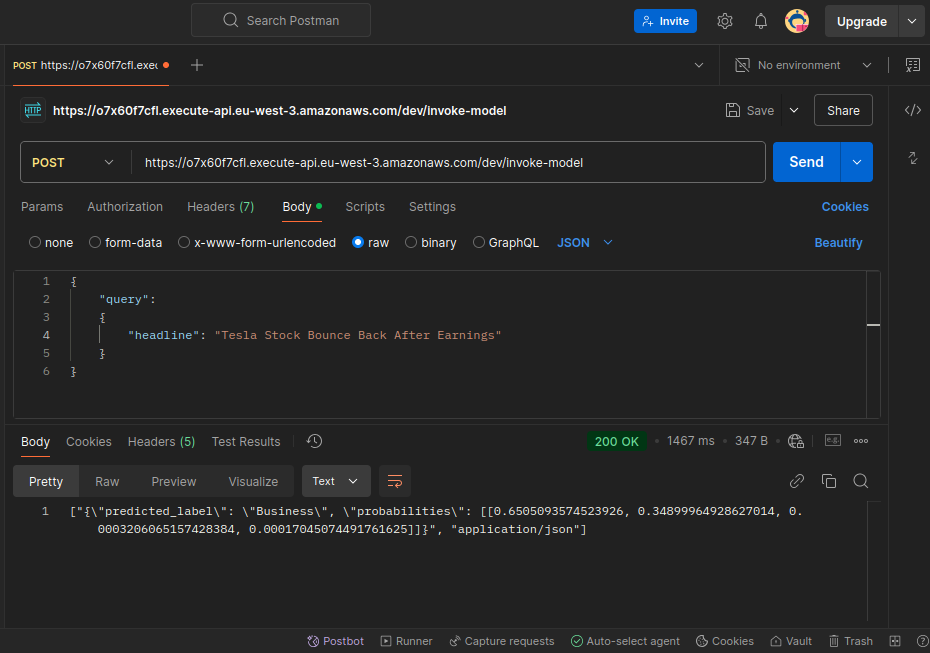 Search Postman
Invite
Upgrade
POST https://o7x60f7cfl.exec
No environment
HTTP
https://o7x60f7cfl.execute-api.eu-west-3.amazonaws.com/dev/invoke-model
Save
Share
POST
https://o7x60f7cfl.execute-api.eu-west-3.amazonaws.com/dev/invoke-model
Send
Params Authorization Headers (7) Body Scripts Settings Cookies
none form-data x-www-form-urlencoded raw binary GraphQL JSON Beautify
1 {
2 "query":
3 {
4 "headline": "Tesla Stock Bounce Back After Earnings"
5 }
6 }
Body Cookies Headers (5) Test Results 200 OK • 1467 ms • 347 B • e.g.
Pretty Raw Preview Visualize Text
1 ["{\"predicted_label\": \"Business\", \"probabilities\": [[0.6505093574523926, 0.34899964928627014, 0.
0003206065157428384, 0.00017045074491761625]]}", "application/json"]
Postbot Runner Capture requests Auto-select agent Cookies Vault Trash